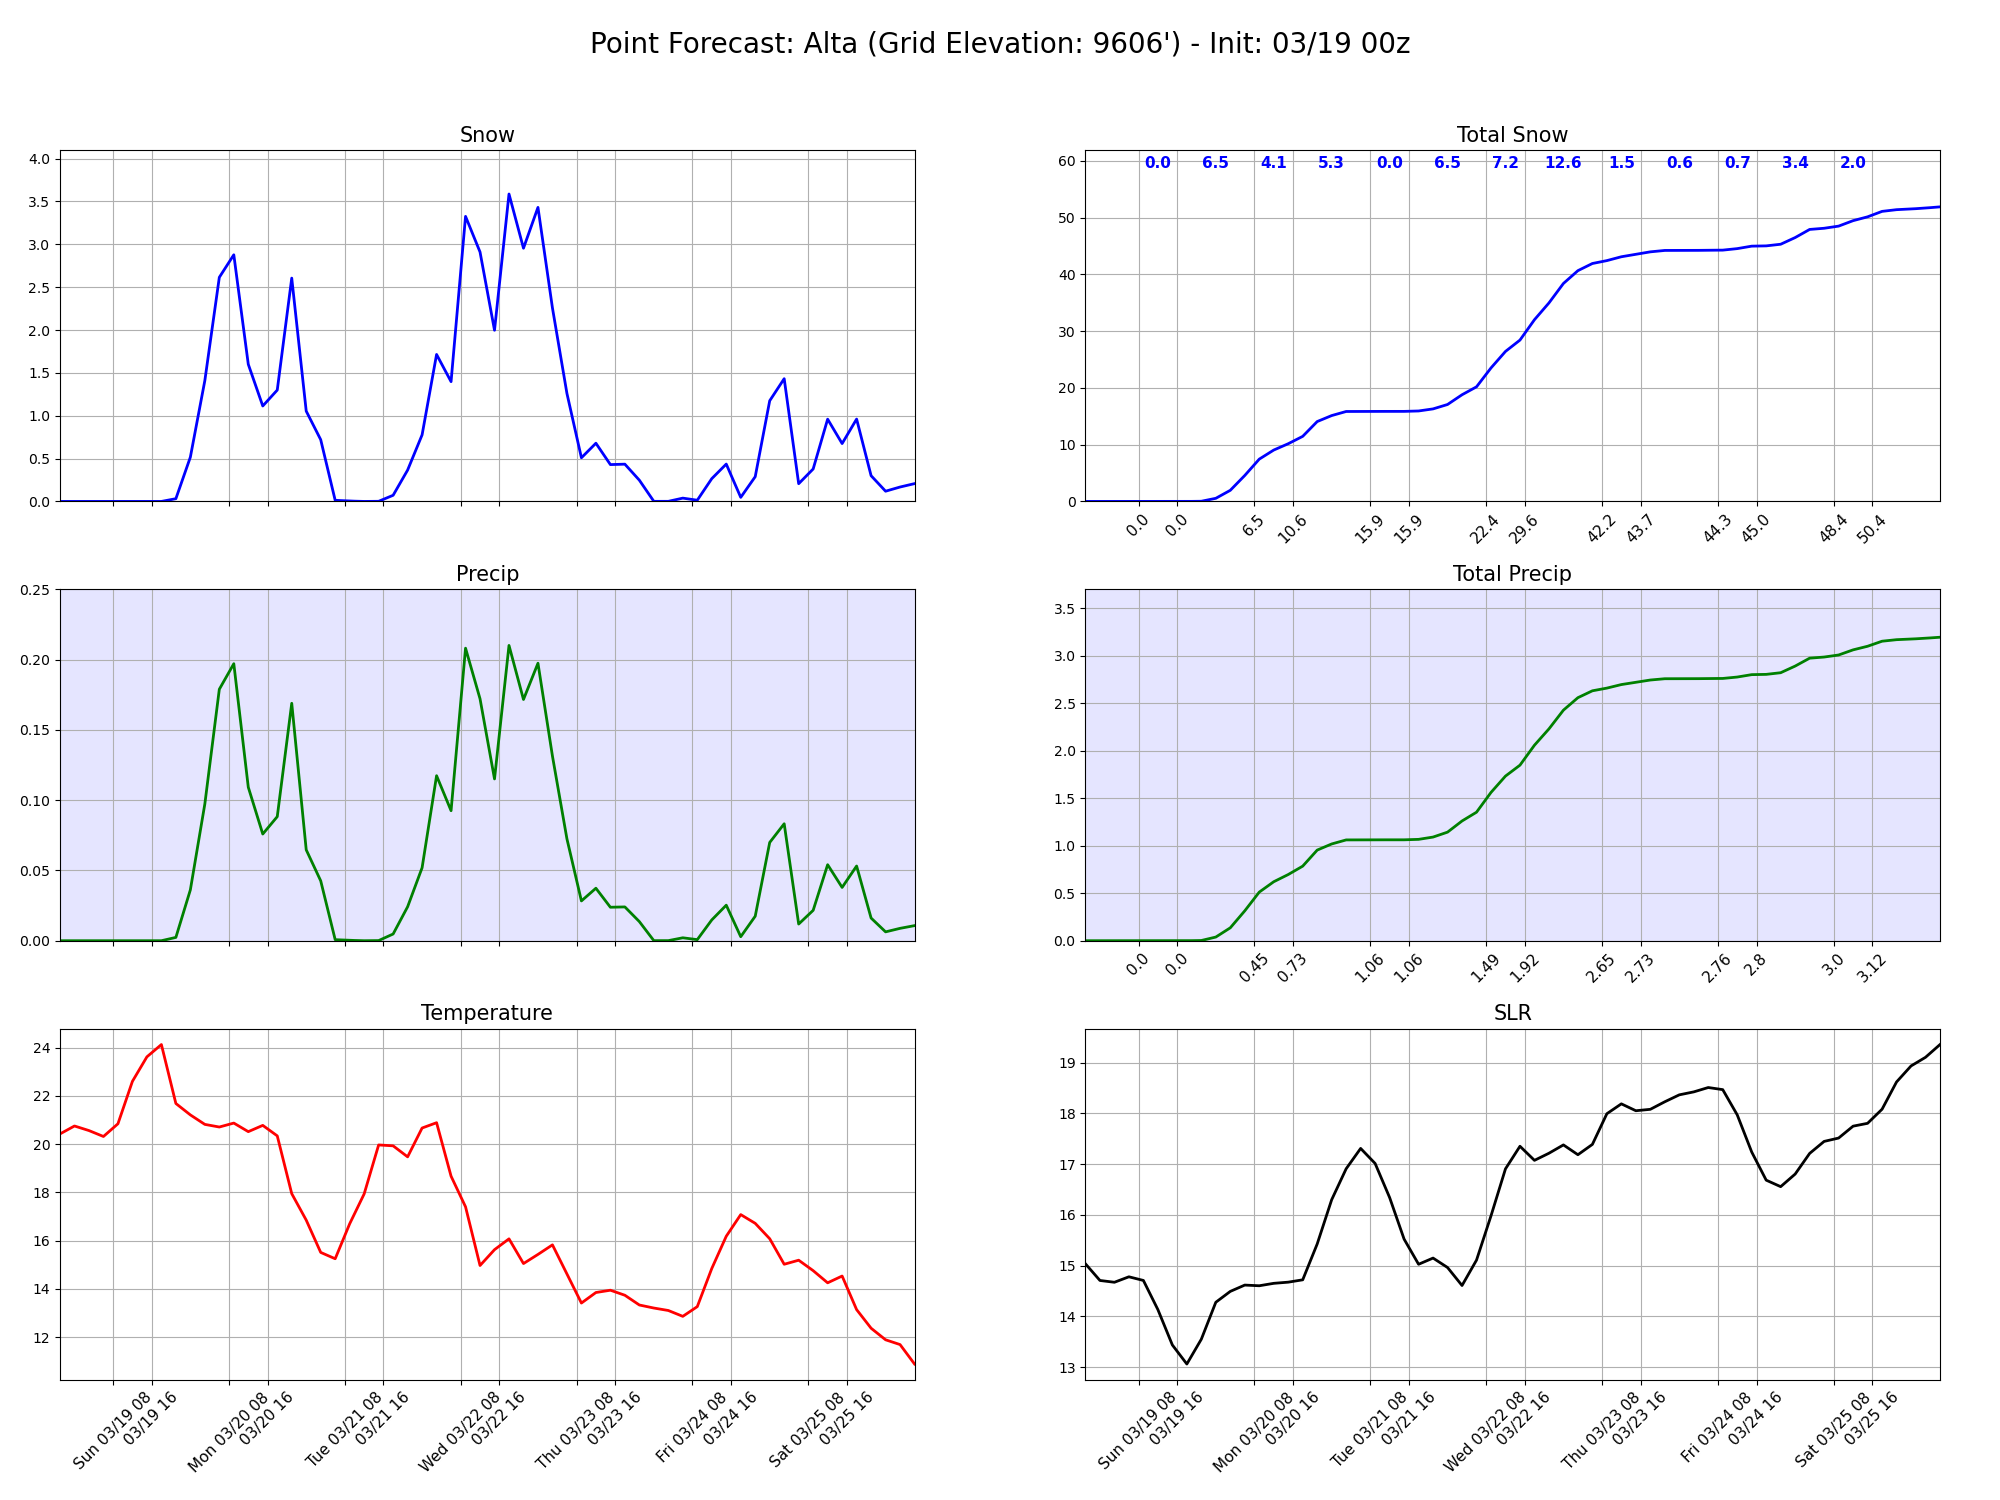 Point Forecast: Alta (Grid Elevation: 9606') - Init: 03/19 00z
Snow
4.0
3.5
3.0
2.5
2.0
1.5
1.0
0.5
0.0
Total Snow
0.0 6.5 4.1 5.3 0.0 6.5 7.2 12.6 1.5 0.6 0.7 3.4 2.0
60
50
40
30
20
10
0
0.0 0.0 6.5 10.6 15.9 15.9 22.4 29.6 42.2 43.7 44.3 45.0 48.4 50.4
Precip
0.25
0.20
0.15
0.10
0.05
0.00
Total Precip
3.5
3.0
2.5
2.0
1.5
1.0
0.5
0.0
0.0 0.0 0.45 0.73 1.06 1.06 1.49 1.92 2.65 2.73 2.76 2.8 3.0 3.12
Temperature
24
22
20
18
16
14
12
Sun 03/19 08
03/19 16
Mon 03/20 08
03/20 16
Tue 03/21 08
03/21 16
Wed 03/22 08
03/22 16
Thu 03/23 08
03/23 16
Fri 03/24 08
03/24 16
Sat 03/25 08
03/25 16
SLR
19
18
17
16
15
14
13
Sun 03/19 08
03/19 16
Mon 03/20 08
03/20 16
Tue 03/21 08
03/21 16
Wed 03/22 08
03/22 16
Thu 03/23 08
03/23 16
Fri 03/24 08
03/24 16
Sat 03/25 08
03/25 16